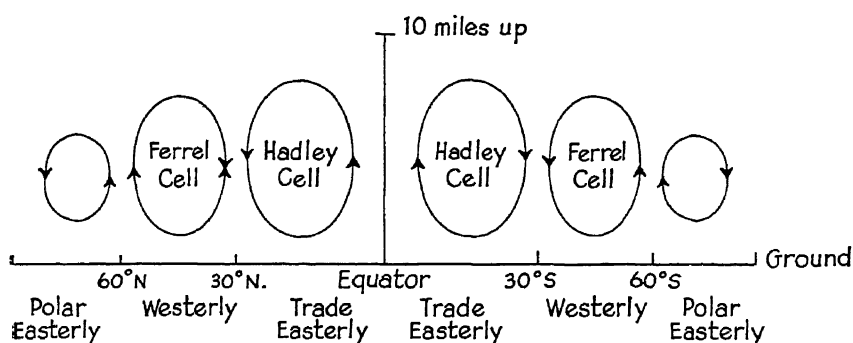 10 miles up
Ferrel
Cell
Hadley
Cell
Hadley
Cell
Ferrel
Cell
Ground
60°N
30°N.
Equator
30°S
60°S
Polar
Easterly
Westerly
Trade
Easterly
Trade
Easterly
Westerly
Polar
Easterly